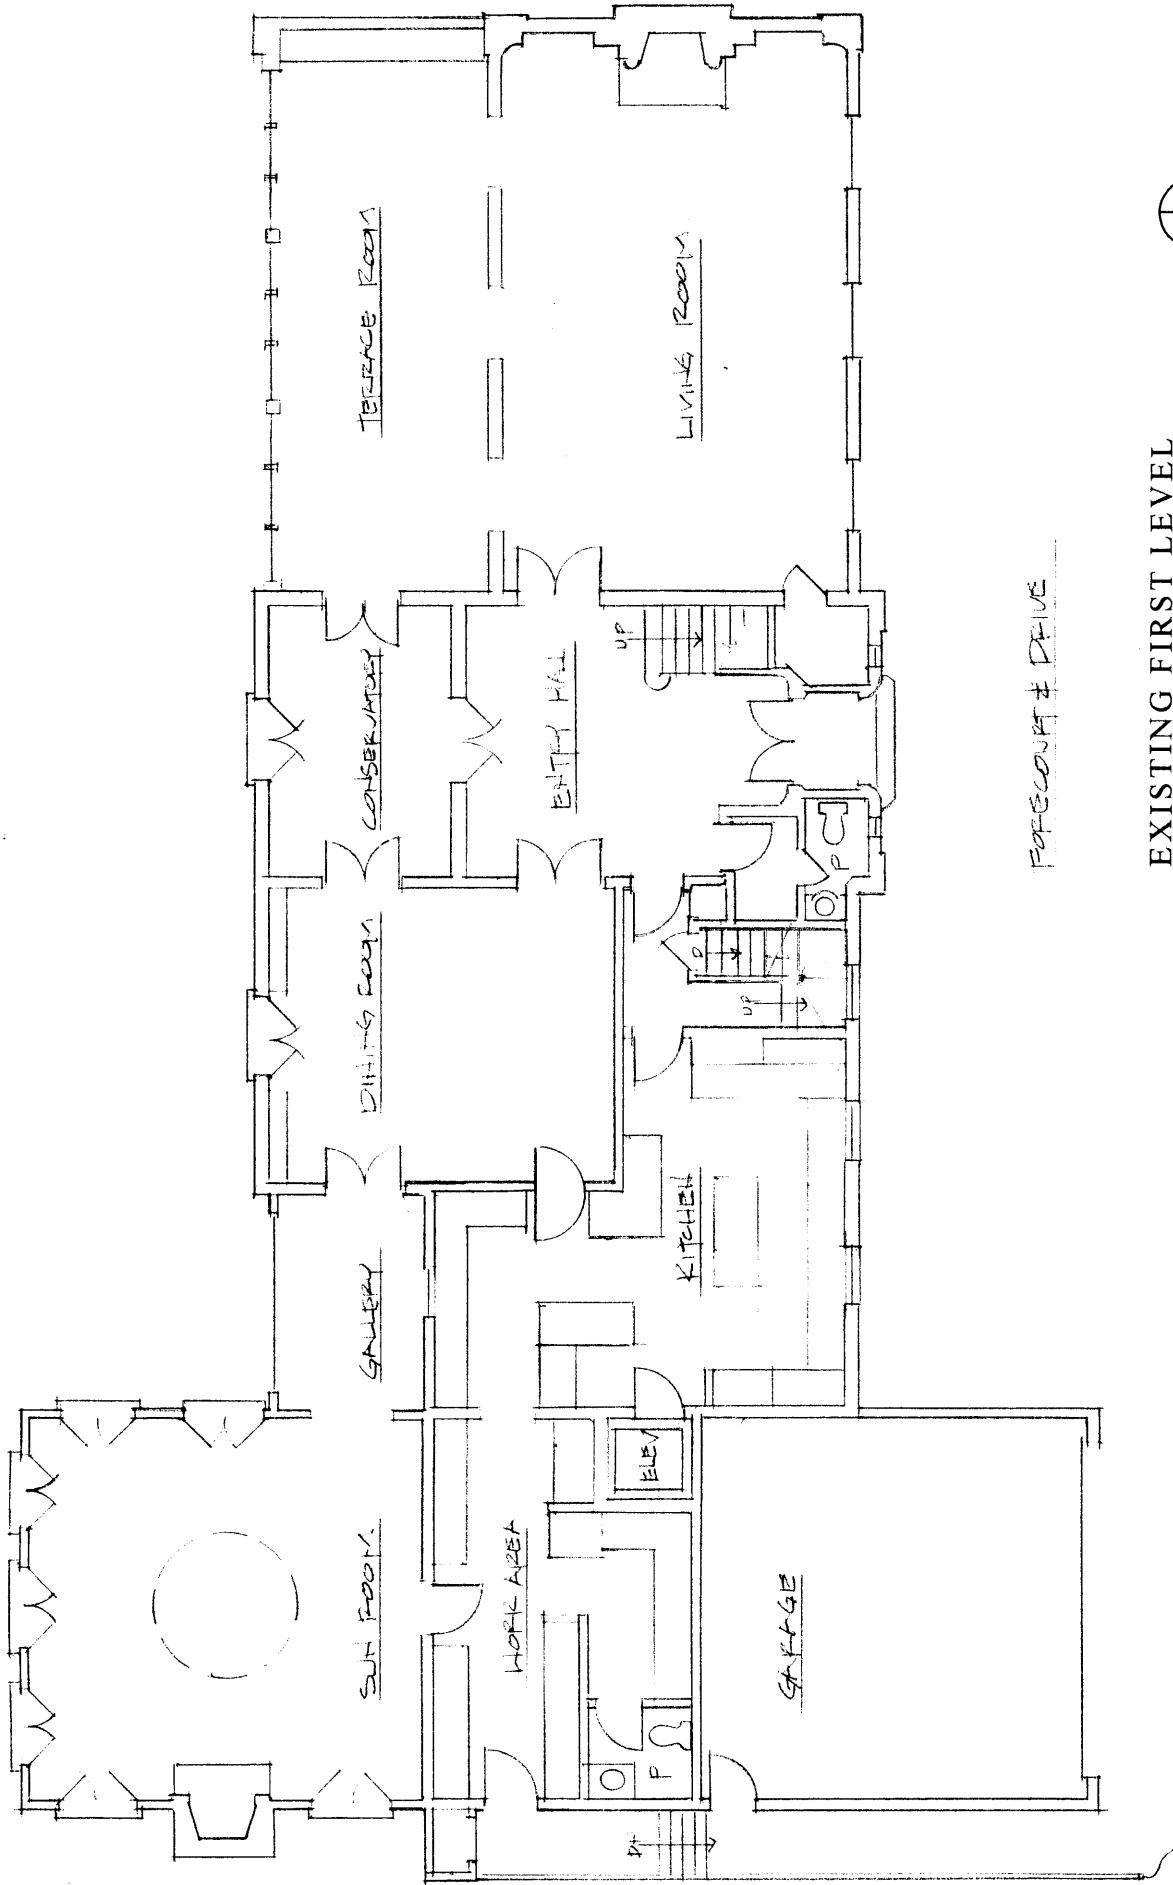 TERRACE ROOM
LIVING ROOM
CONSERVATORY
ENTRY HALL
UP
P
DINING ROOM
D
UP
KITCHEN
GALLERY
ELEV
SUN ROOM
WORK AREA
P
GARAGE
DN
FORECOURT & DRIVE
EXISTING FIRST LEVEL